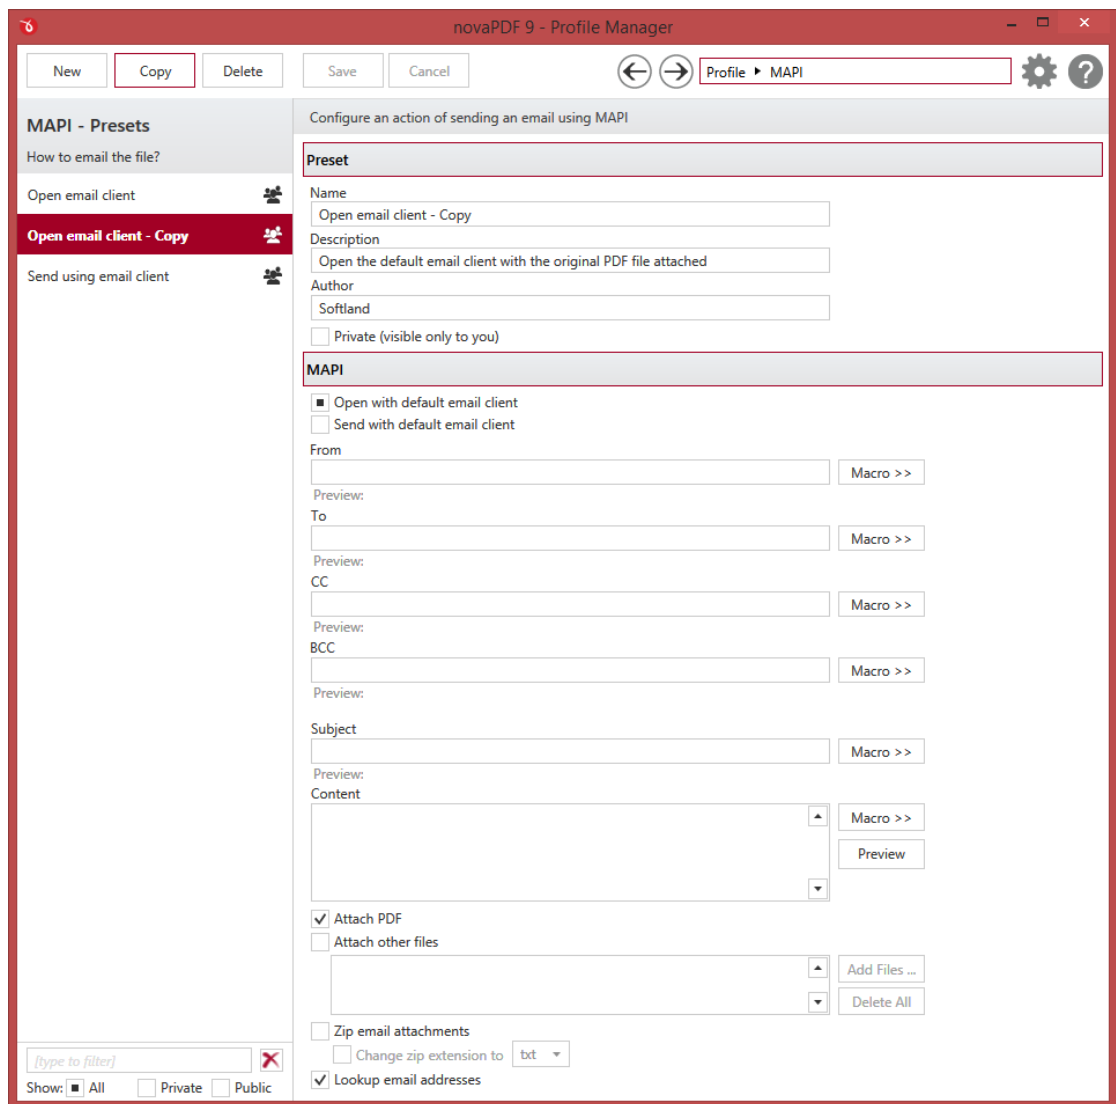 novaPDF 9 - Profile Manager
New Copy Delete Save Cancel Profile MAPI
MAPI - Presets
How to email the file?
Open email client
Open email client - Copy
Send using email client
[type to filter]
Show: All Private Public
Configure an action of sending an email using MAPI
Preset
Name
Open email client - Copy
Description
Open the default email client with the original PDF file attached
Author
Softland
Private (visible only to you)
MAPI
Open with default email client
Send with default email client
From
Macro >>
Preview:
To
Macro >>
Preview:
CC
Macro >>
Preview:
BCC
Macro >>
Preview:
Subject
Macro >>
Preview:
Content
Macro >>
Preview
Attach PDF
Attach other files
Add Files ...
Delete All
Zip email attachments
Change zip extension to txt
Lookup email addresses